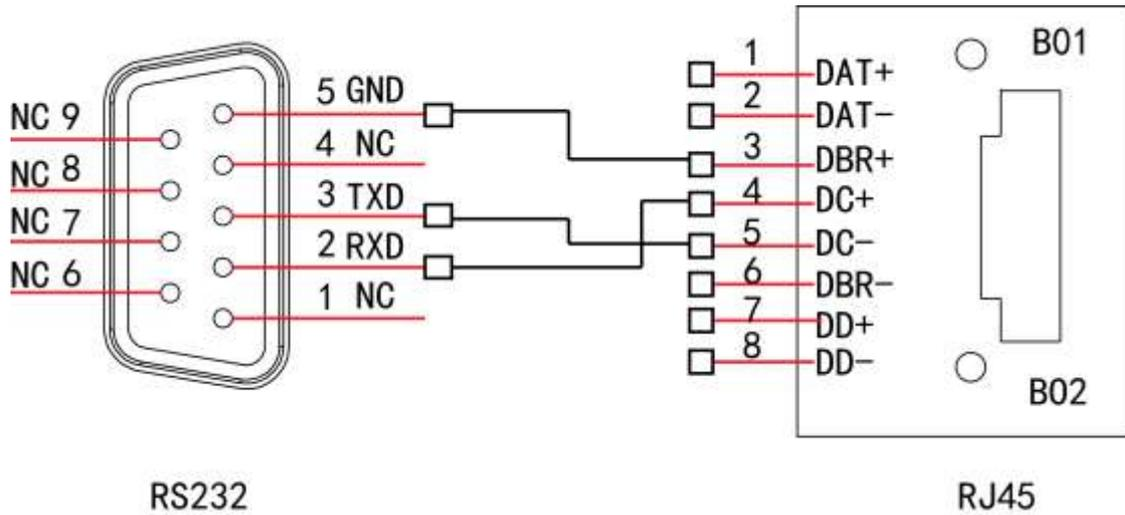 5 GND
NC 9
4 NC
NC 8
3 TXD
NC 7
2 RXD
NC 6
1 NC
RS232
1 DAT+
2 DAT-
3 DBR+
4 DC+
5 DC-
6 DBR-
7 DD+
8 DD-
B01
B02
RJ45